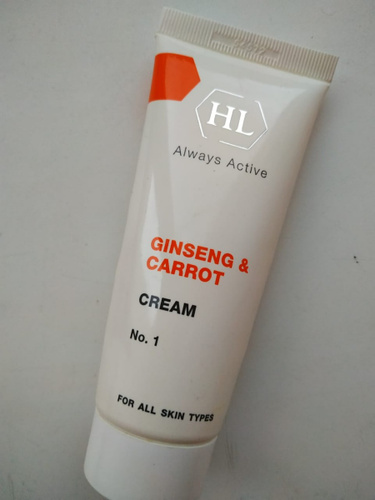 HL
Always Active
GINSENG &
CARROT
CREAM
No. 1
FOR ALL SKIN TYPES